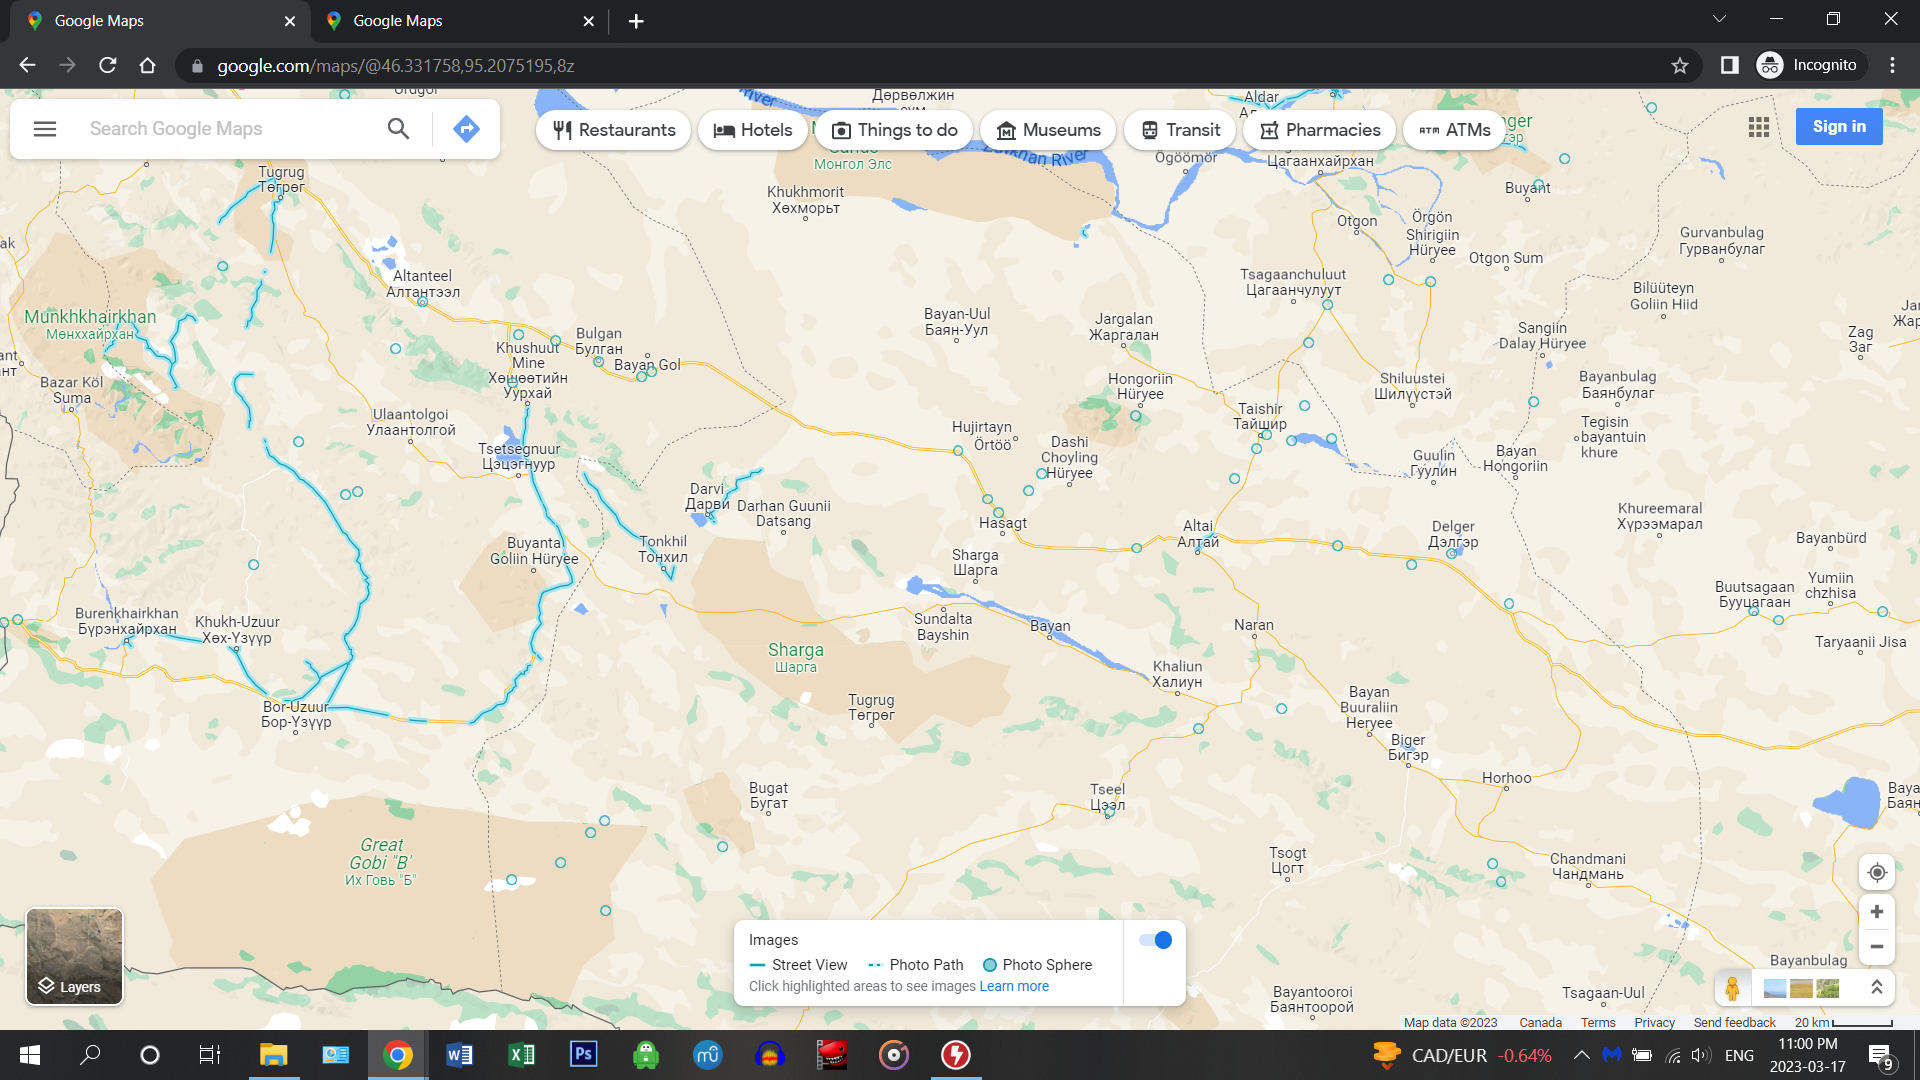 Google Maps
Google Maps
google.com/maps/@46.331758,95.2075195,8z
Incognito
Search Google Maps
Restaurants
Hotels
Things to do
Museums
Transit
Pharmacies
ATMs
Sign in
River
Дөрвөлжин
Aldar
Монгол Элс
Zavkhan River
Ögöömör
Цагаанхайрхан
Buyant
Tugrug
Төгрөг
Khukhmorit
Хөхморьт
Otgon
Örgön
Shirigiin
Hüryee
Gurvanbulag
Гурванбулаг
Otgon Sum
Altanteel
Алтантээл
Tsagaanchuluut
Цагаанчулуут
Biluüteyn
Goliin Hiid
Munkhkhairkhan
Мөнххайрхан
Bayan-Uul
Баян-Уул
Jargalan
Жаргалан
Sangiin
Dalay Hüryee
Zag
Заг
Bulgan
Булган
Khushuut
Mine
Хөшөөтийн
Уурхай
Bayan Gol
Bazar Köl
Suma
Hongoriin
Hüryee
Shiluustei
Шилүүстэй
Bayanbulag
Баянбулаг
Ulaantolgoi
Улаантолгой
Taishir
Тайшир
Hujirtayn
Örtöö
Dashi
Choyling
Hüryee
Tegisin
bayantuin
khure
Tsetsegnuur
Цэцэгнуур
Guulin
Гуулин
Bayan
Hongoriin
Darvi
Дарви
Darhan Guunii
Datsang
Hasagt
Altai
Алтай
Delger
Дэлгэр
Khureemaral
Хүрээмарал
Bayanbürd
Buyanta
Goliin Hüryee
Tonkhil
Тонхил
Sharga
Шарга
Buutsagaan
Бууцагаан
Yumiin
chzhisa
Burenkhairkhan
Бүрэнхайрхан
Khukh-Uzuur
Хөх-Үзүүр
Sundalta
Bayshin
Bayan
Naran
Taryaanii Jisa
Sharga
Шарга
Khaliun
Халиун
Bor-Uzuur
Бор-Үзүүр
Tugrug
Төгрөг
Bayan
Buuraliin
Heryee
Biger
Бигэр
Horhoo
Bugat
Бугат
Tseel
Цээл
Great
Gobi "B"
Их Говь "Б"
Tsogt
Цогт
Chandmani
Чандмань
Layers
Images
Street View
Photo Path
Photo Sphere
Click highlighted areas to see images Learn more
Bayanbulag
Bayantooroi
Баянтоорой
Tsagaan-Uul
Map data ©2023
Canada
Terms
Privacy
Send feedback
20 km
CAD/EUR -0.64%
ENG
11:00 PM
2023-03-17
9